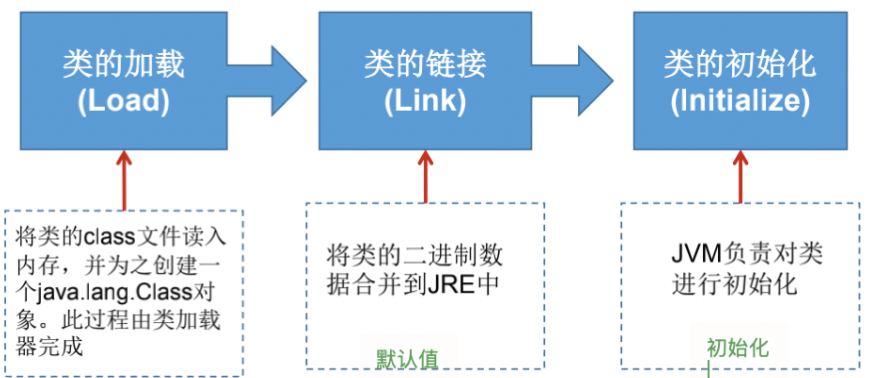 类的加载
(Load)
类的链接
(Link)
类的初始化
(Initialize)
将类的class文件读入
内存，并为之创建一
个java.lang.Class对
象。此过程由类加载
器完成
将类的二进制数
据合并到JRE中
默认值
JVM负责对类
进行初始化
初始化